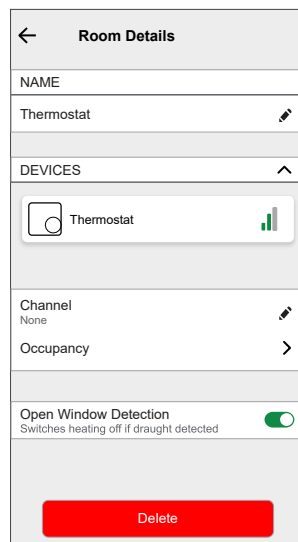 Room Details
NAME
Thermostat
DEVICES
Thermostat
Channel
None
Occupancy
Open Window Detection
Switches heating off if draught detected
Delete